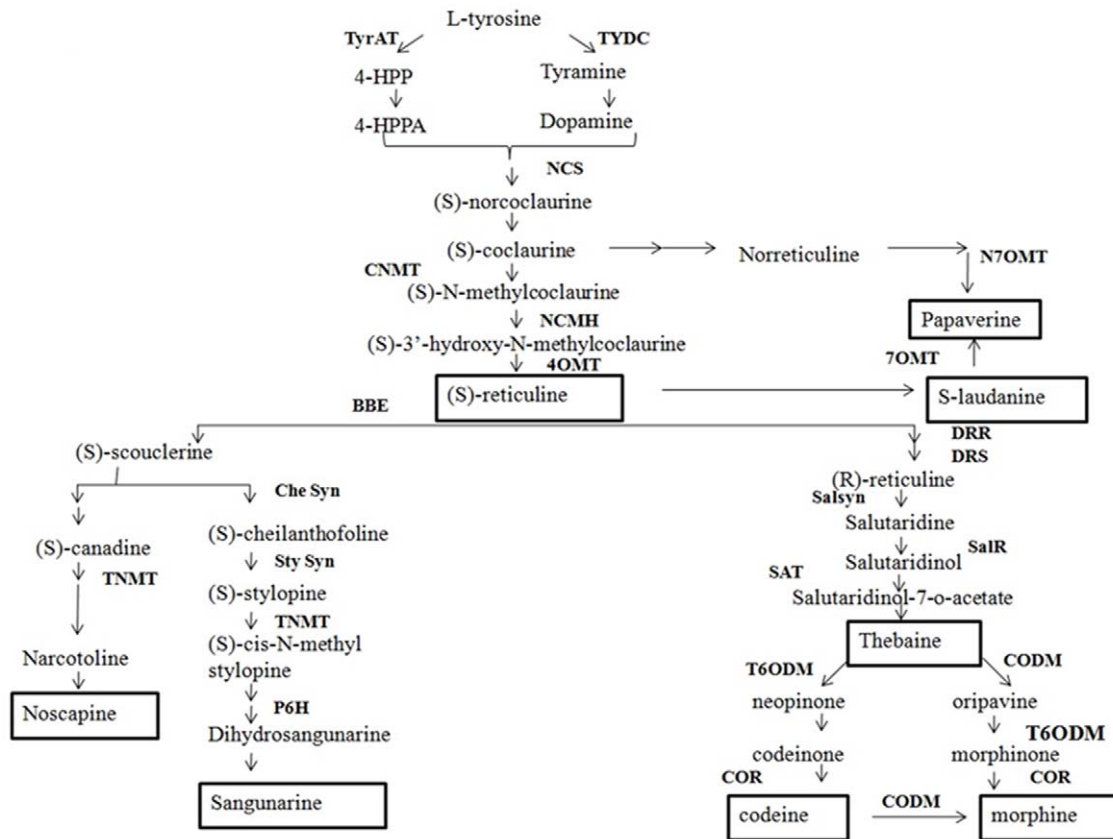 L-tyrosine
TyrAT
TYDC
4-HPP
Tyramine
4-HPPA
Dopamine
NCS
(S)-norcoclaurine
(S)-coclaurine
Norreticuline
N7OMT
CNMT
(S)-N-methylcoclaurine
Papaverine
NCMH
(S)-3’-hydroxy-N-methylcoclaurine
7OMT
4OMT
(S)-reticuline
S-laudanine
BBE
DRR
(S)-scouclerine
DRS
(R)-reticuline
Che Syn
Salsyn
(S)-cheilanthofoline
Salutaridine
(S)-canadine
Sty Syn
SalR
Salutaridinol
TNMT
SAT
(S)-stylopine
Salutaridinol-7-o-acetate
TNMT
(S)-cis-N-methyl
stylopine
Thebaine
Narcotoline
T6ODM
CODM
Noscapine
P6H
neopinone
oripavine
Dihydrosangunarine
T6ODM
codeinone
morphinone
COR
COR
Sangunarine
codeine
CODM
morphine